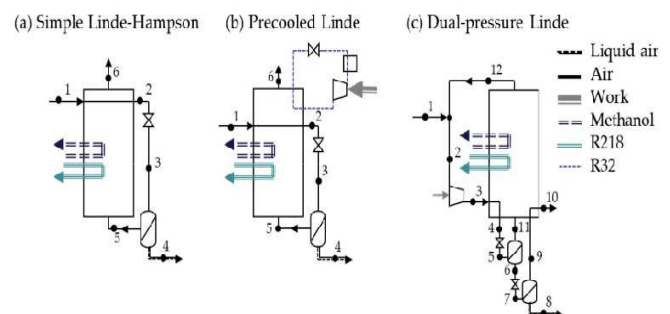 (a) Simple Linde-Hampson
(b) Precooled Linde
(c) Dual-pressure Linde
6
1
2
3
5
4
6
1
2
3
5
4
12
1
2
3
4
5
11
6
7
9
10
8
Liquid air
Air
Work
Methanol
R218
R32